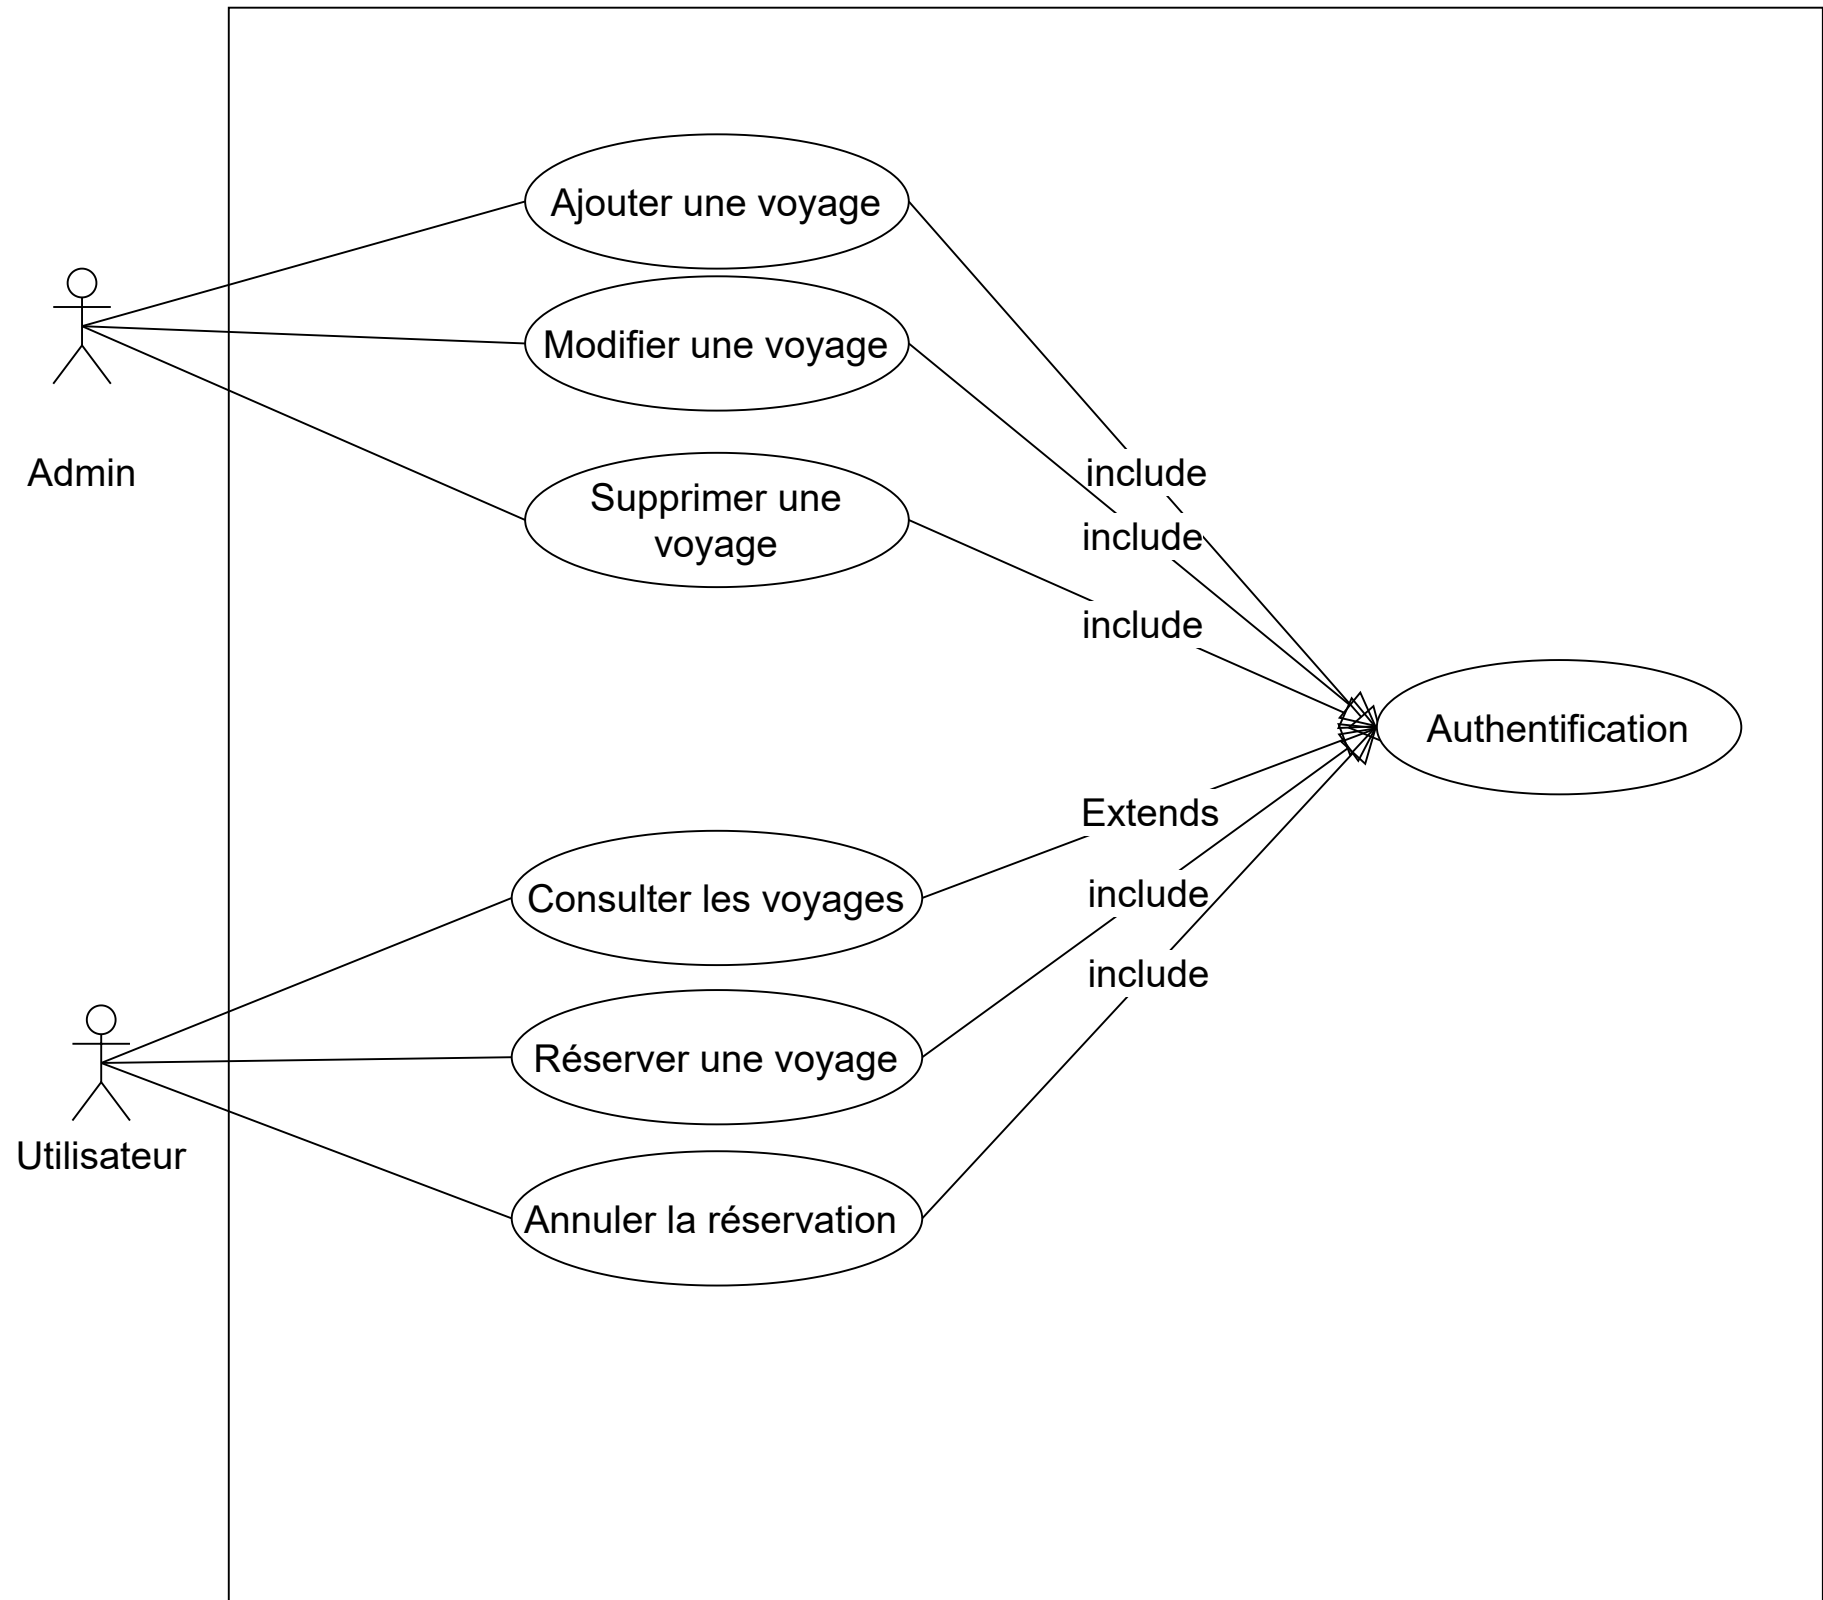 Ajouter une voyage
Modifier une voyage
Admin
include
Supprimer une
voyage
include
include
Authentification
Extends
Consulter les voyages
include
include
Réserver une voyage
Utilisateur
Annuler la réservation